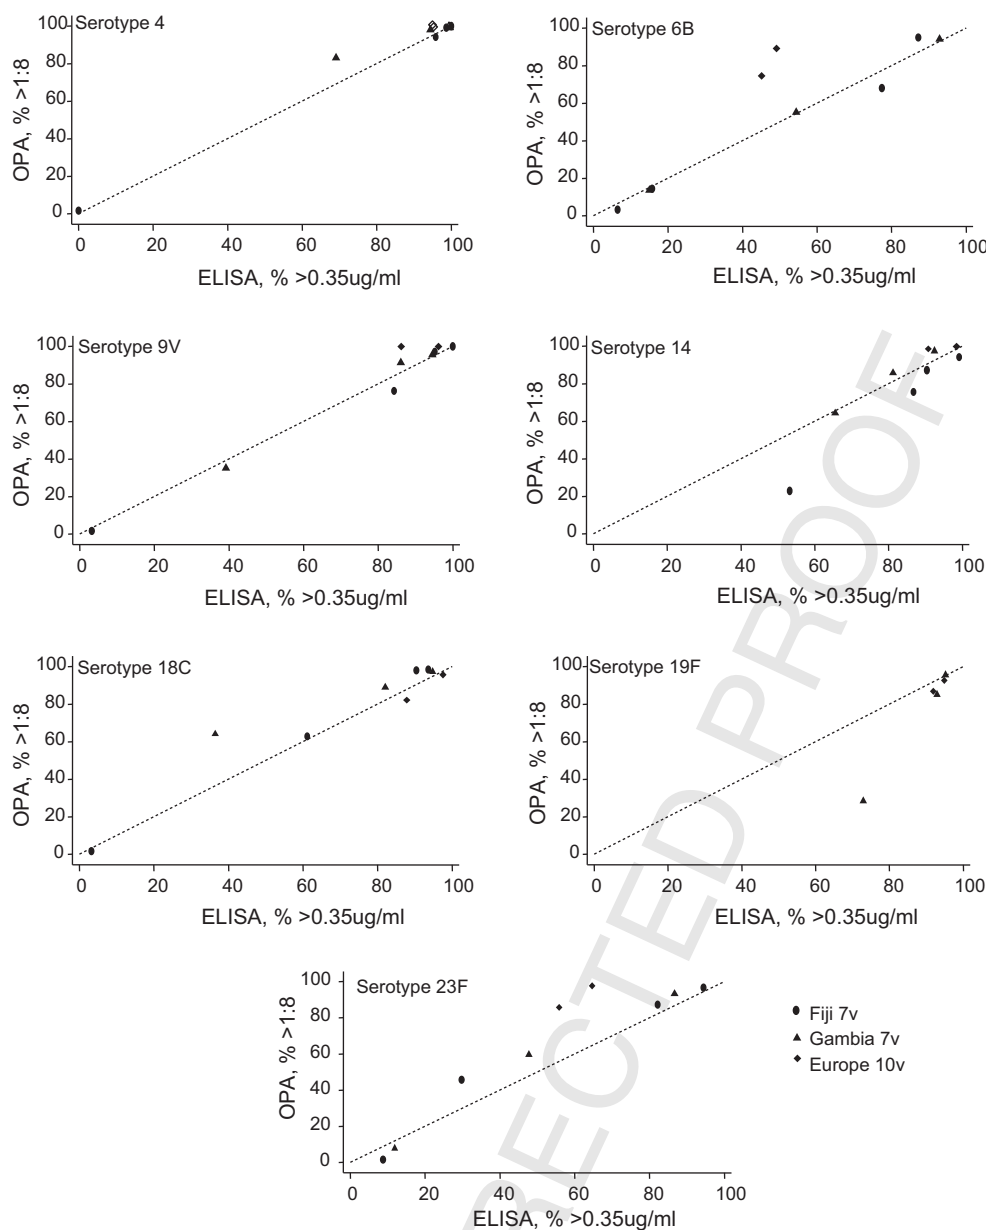 Serotype 4
OPA, % >1:8
100
80
60
40
20
0
0 20 40 60 80 100
ELISA, % >0.35ug/ml
Serotype 6B
OPA, % >1:8
100
80
60
40
20
0
0 20 40 60 80 100
ELISA, % >0.35ug/ml
Serotype 9V
OPA, % >1:8
100
80
60
40
20
0
0 20 40 60 80 100
ELISA, % >0.35ug/ml
Serotype 14
OPA, % >1:8
100
80
60
40
20
0
0 20 40 60 80 100
ELISA, % >0.35ug/ml
Serotype 18C
OPA, % >1:8
100
80
60
40
20
0
0 20 40 60 80 100
ELISA, % >0.35ug/ml
Serotype 19F
OPA, % >1:8
100
80
60
40
20
0
0 20 40 60 80 100
ELISA, % >0.35ug/ml
Serotype 23F
OPA, % >1:8
100
80
60
40
20
0
0 20 40 60 80 100
ELISA, % >0.35ug/ml
Fiji 7v
Gambia 7v
Europe 10v
RECTED PROOF